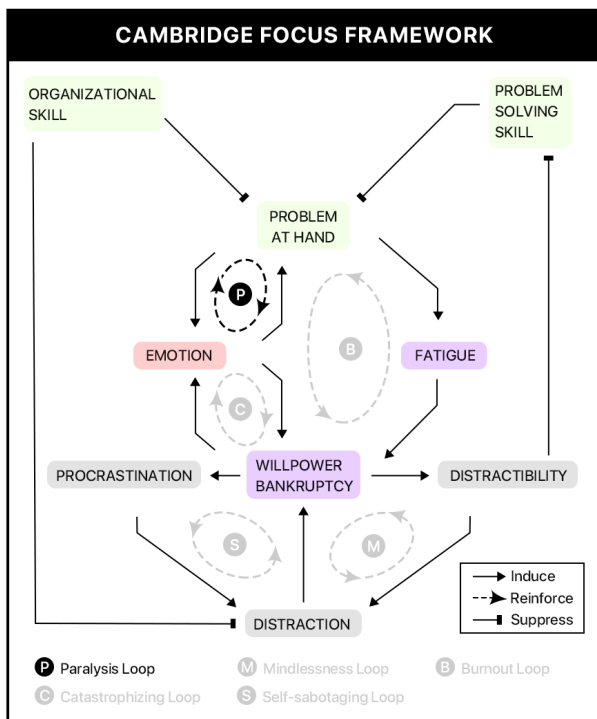 CAMBRIDGE FOCUS FRAMEWORK
ORGANIZATIONAL
SKILL
PROBLEM
SOLVING
SKILL
PROBLEM
AT HAND
P
B
EMOTION
FATIGUE
C
PROCRASTINATION
WILLPOWER
BANKRUPTCY
DISTRACTIBILITY
S
M
DISTRACTION
Induce
Reinforce
Suppress
P Paralysis Loop
M Mindlessness Loop
B Burnout Loop
C Catastrophizing Loop
S Self-sabotaging Loop